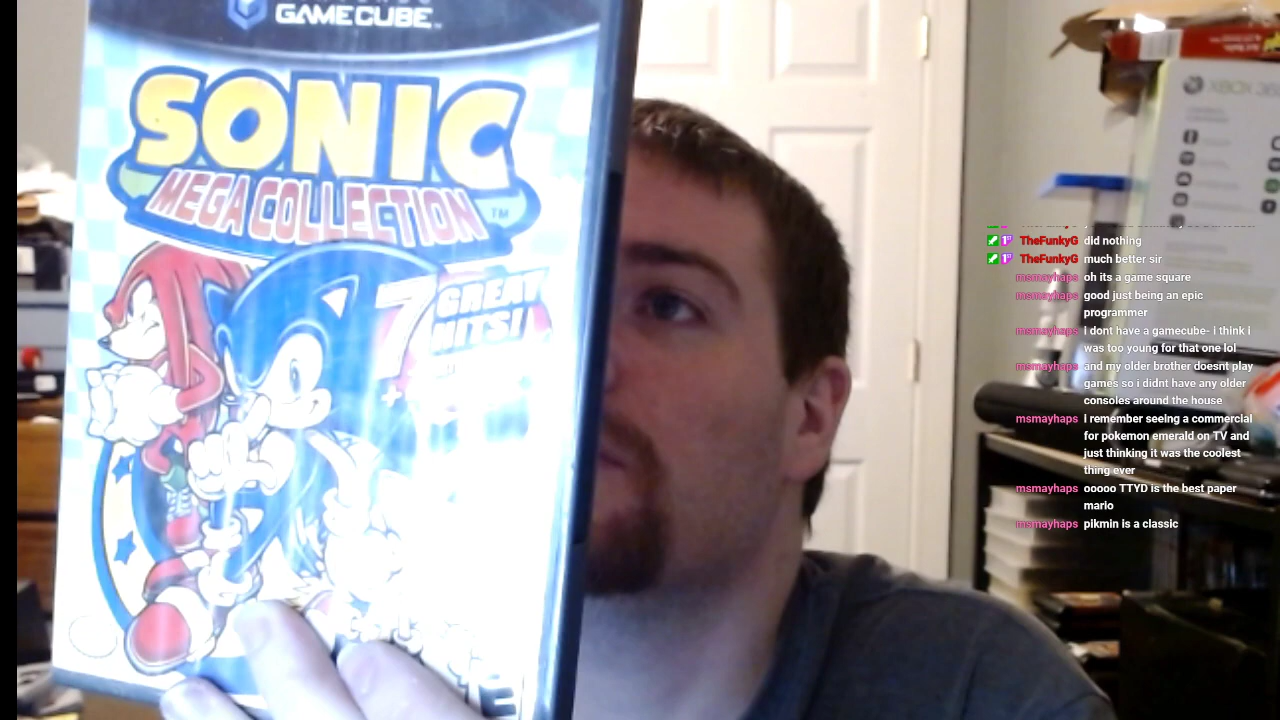 GAMECUBE
SONIC
MEGA COLLECTION
TM
7 GREAT
HITS!
XBOX 36
TheFunkyG did nothing
TheFunkyG much better sir
msmayhaps oh its a game square
msmayhaps good just being an epic
programmer
msmayhaps i dont have a gamecube- i think i
was too young for that one lol
msmayhaps and my older brother doesnt play
games so i didnt have any older
consoles around the house
msmayhaps i remember seeing a commercial
for pokemon emerald on TV and
just thinking it was the coolest
thing ever
msmayhaps ooooo TTYD is the best paper
mario
msmayhaps pikmin is a classic